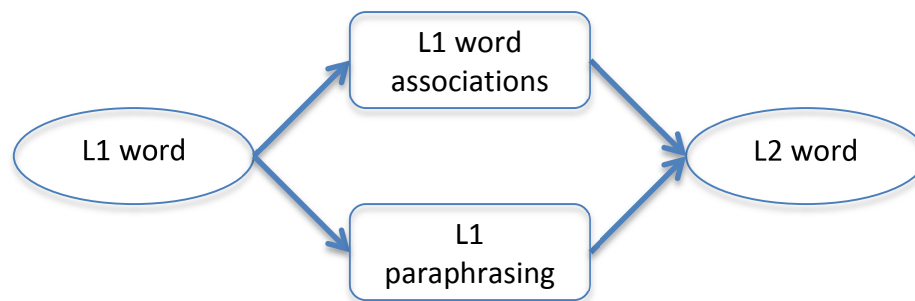 L1 word
associations
L1 word
L2 word
L1
paraphrasing